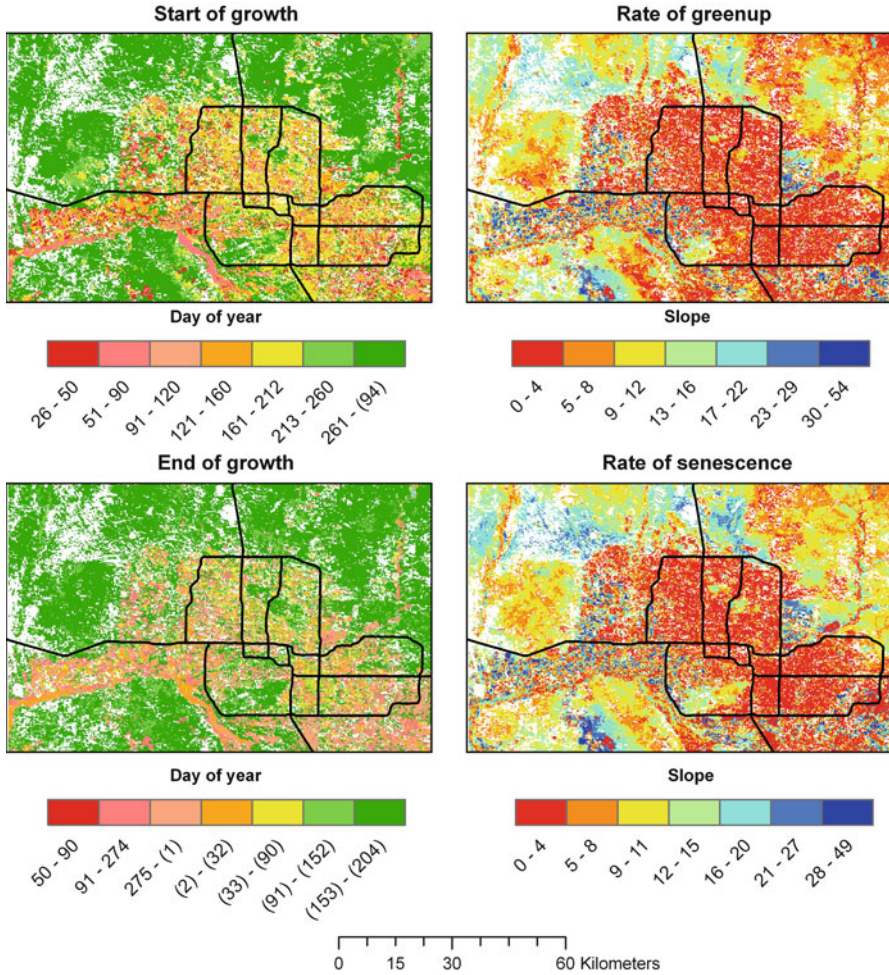 Start of growth
Rate of greenup
Day of year
Slope
26 - 50
51 - 90
91 - 120
121 - 160
161 - 212
213 - 260
261 - (94)
0 - 4
5 - 8
9 - 12
13 - 16
17 - 22
23 - 29
30 - 54
End of growth
Rate of senescence
Day of year
Slope
50 - 90
91 - 274
275 - (1)
(2) - (32)
(33) - (90)
(91) - (152)
(153) - (204)
0 - 4
5 - 8
9 - 11
12 - 15
16 - 20
21 - 27
28 - 49
0 15 30 60 Kilometers